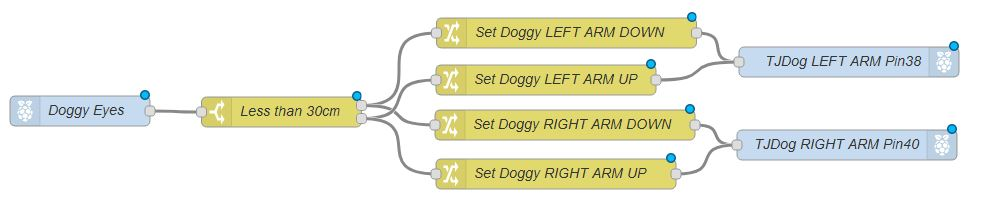 Set Doggy LEFT ARM DOWN
TJDog LEFT ARM Pin38
Set Doggy LEFT ARM UP
Doggy Eyes
Less than 30cm
Set Doggy RIGHT ARM DOWN
TJDog RIGHT ARM Pin40
Set Doggy RIGHT ARM UP